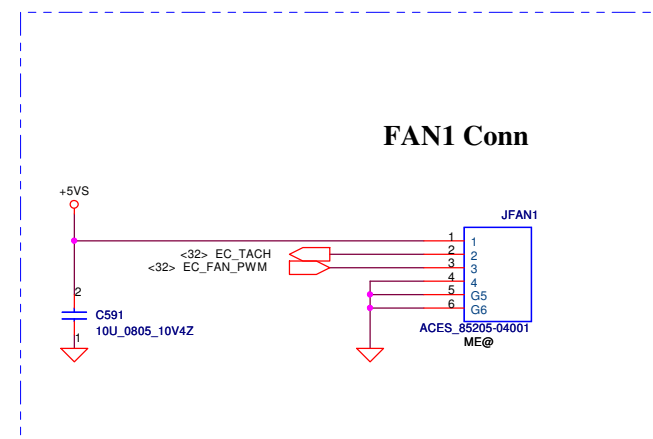 FAN1 Conn
+5VS
JFAN1
1 1
<32> EC_TACH 2 2
<32> EC_FAN_PWM 3 3
4 4
5 G5
6 G6
2
C591
10U_0805_10V4Z
1
ACES_85205-04001
ME@